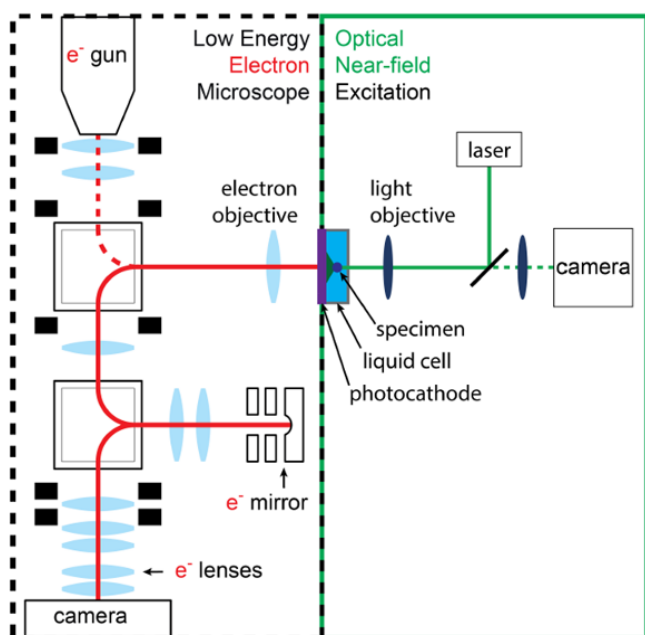 e⁻ gun
Low Energy
Electron
Microscope
Optical
Near-field
Excitation
laser
electron
objective
light
objective
camera
specimen
liquid cell
photocathode
e⁻ mirror
e⁻ lenses
camera